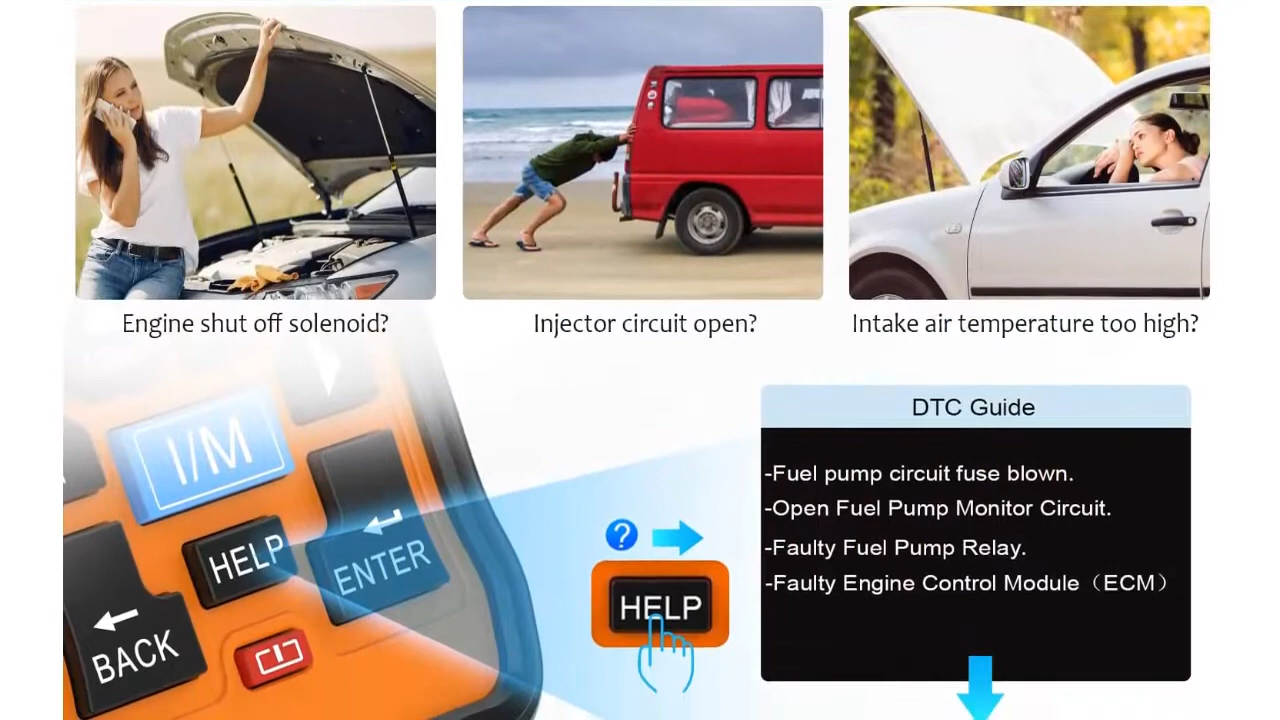 Engine shut off solenoid?
Injector circuit open?
Intake air temperature too high?
I/M
HELP
ENTER
BACK
?
HELP
DTC Guide
-Fuel pump circuit fuse blown.
-Open Fuel Pump Monitor Circuit.
-Faulty Fuel Pump Relay.
-Faulty Engine Control Module（ECM）